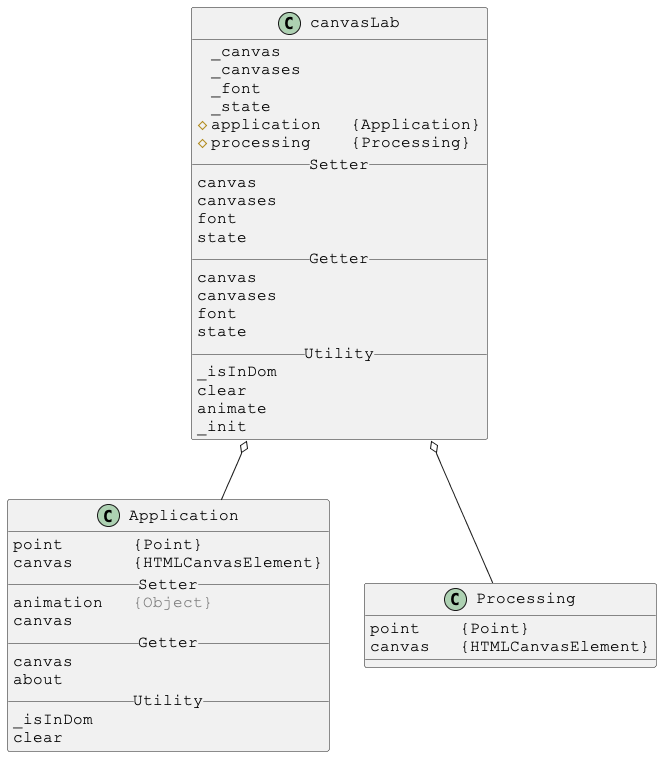 C canvasLab
_canvas
_canvases
_font
_state
application {Application}
processing {Processing}
Setter
canvas
canvases
font
state
Getter
canvas
canvases
font
state
Utility
_isInDom
clear
animate
_init
C Application
point {Point}
canvas {HTMLCanvasElement}
Setter
animation {Object}
canvas
Getter
canvas
about
Utility
_isInDom
clear
C Processing
point {Point}
canvas {HTMLCanvasElement}